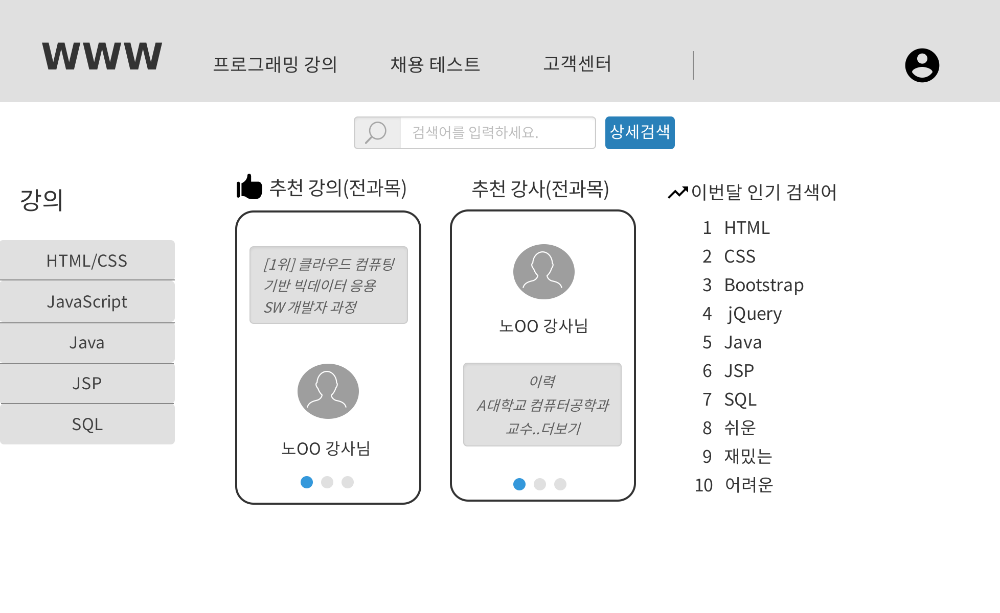 www
프로그래밍 강의
채용 테스트
고객센터
검색어를 입력하세요.
상세검색
강의
HTML/CSS
JavaScript
Java
JSP
SQL
추천 강의(전과목)
[1위] 클라우드 컴퓨팅
기반 빅데이터 응용
SW 개발자 과정
노OO 강사님
추천 강사(전과목)
노OO 강사님
이력
A대학교 컴퓨터공학과
교수..더보기
이번달 인기 검색어
1 HTML
2 CSS
3 Bootstrap
4 jQuery
5 Java
6 JSP
7 SQL
8 쉬운
9 재밌는
10 어려운